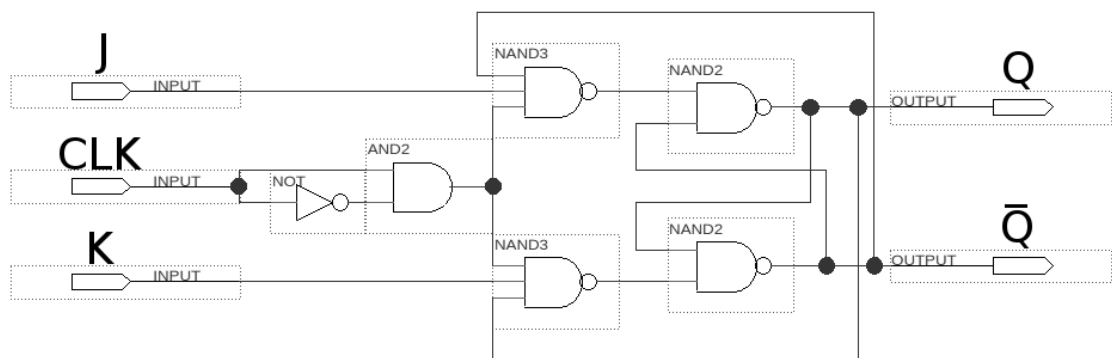 J
INPUT
NAND3
NAND2
Q
OUTPUT
CLK
INPUT
NOT
AND2
K
INPUT
NAND3
NAND2
Q̅
OUTPUT